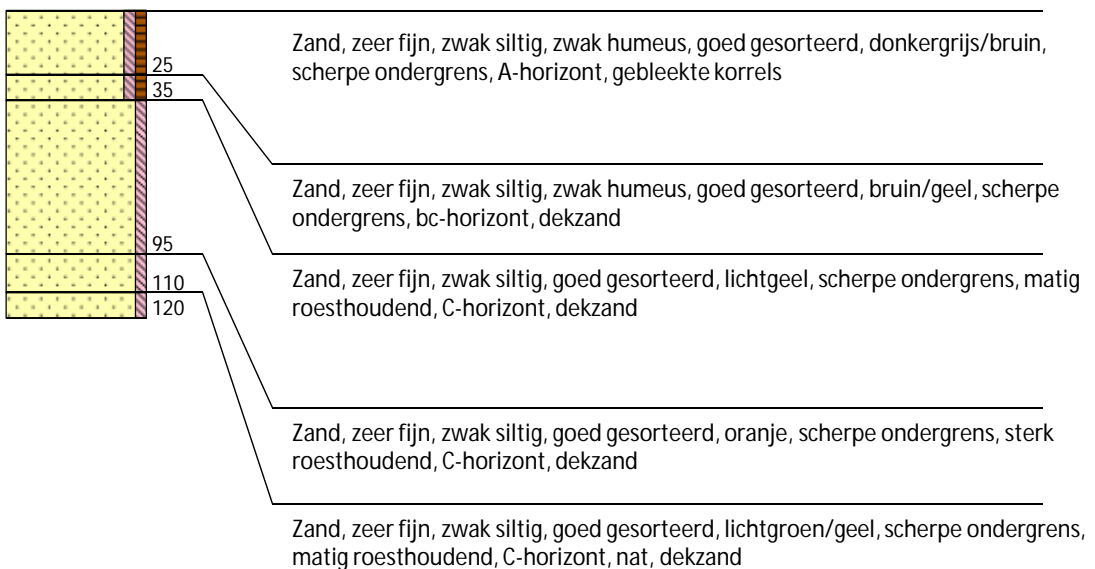 Zand, zeer fijn, zwak siltig, zwak humeus, goed gesorteerd, donkergrijs/bruin,
scherpe ondergrens, A-horizont, gebleekte korrels
25
35
Zand, zeer fijn, zwak siltig, zwak humeus, goed gesorteerd, bruin/geel, scherpe
ondergrens, bc-horizont, dekzand
95
Zand, zeer fijn, zwak siltig, goed gesorteerd, lichtgeel, scherpe ondergrens, matig
roesthoudend, C-horizont, dekzand
110
120
Zand, zeer fijn, zwak siltig, goed gesorteerd, oranje, scherpe ondergrens, sterk
roesthoudend, C-horizont, dekzand
Zand, zeer fijn, zwak siltig, goed gesorteerd, lichtgroen/geel, scherpe ondergrens,
matig roesthoudend, C-horizont, nat, dekzand